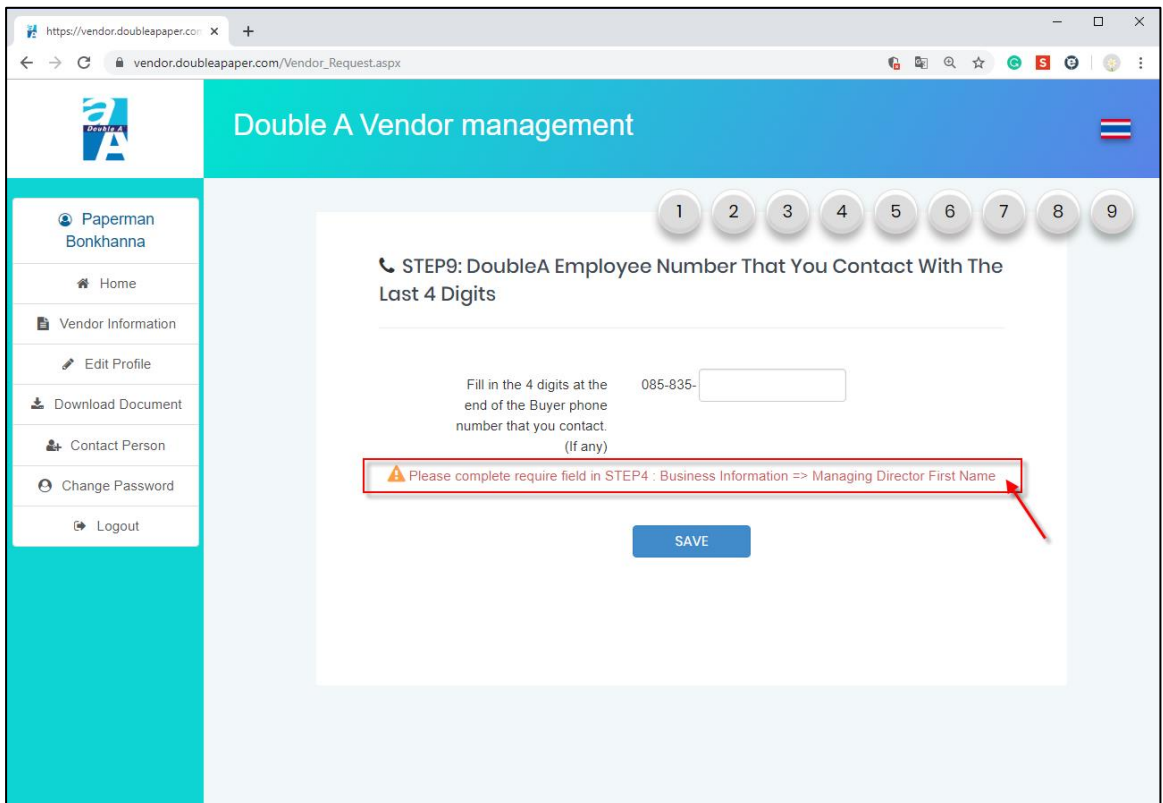 https://vendor.doubleapaper.com
vendor.doubleapaper.com/Vendor_Request.aspx
Double A
Double A Vendor management
Paperman
Bonkhanna
Home
Vendor Information
Edit Profile
Download Document
Contact Person
Change Password
Logout
1 2 3 4 5 6 7 8 9
STEP9: DoubleA Employee Number That You Contact With The
Last 4 Digits
Fill in the 4 digits at the 085-835-
end of the Buyer phone
number that you contact.
(If any)
Please complete require field in STEP4 : Business Information => Managing Director First Name
SAVE